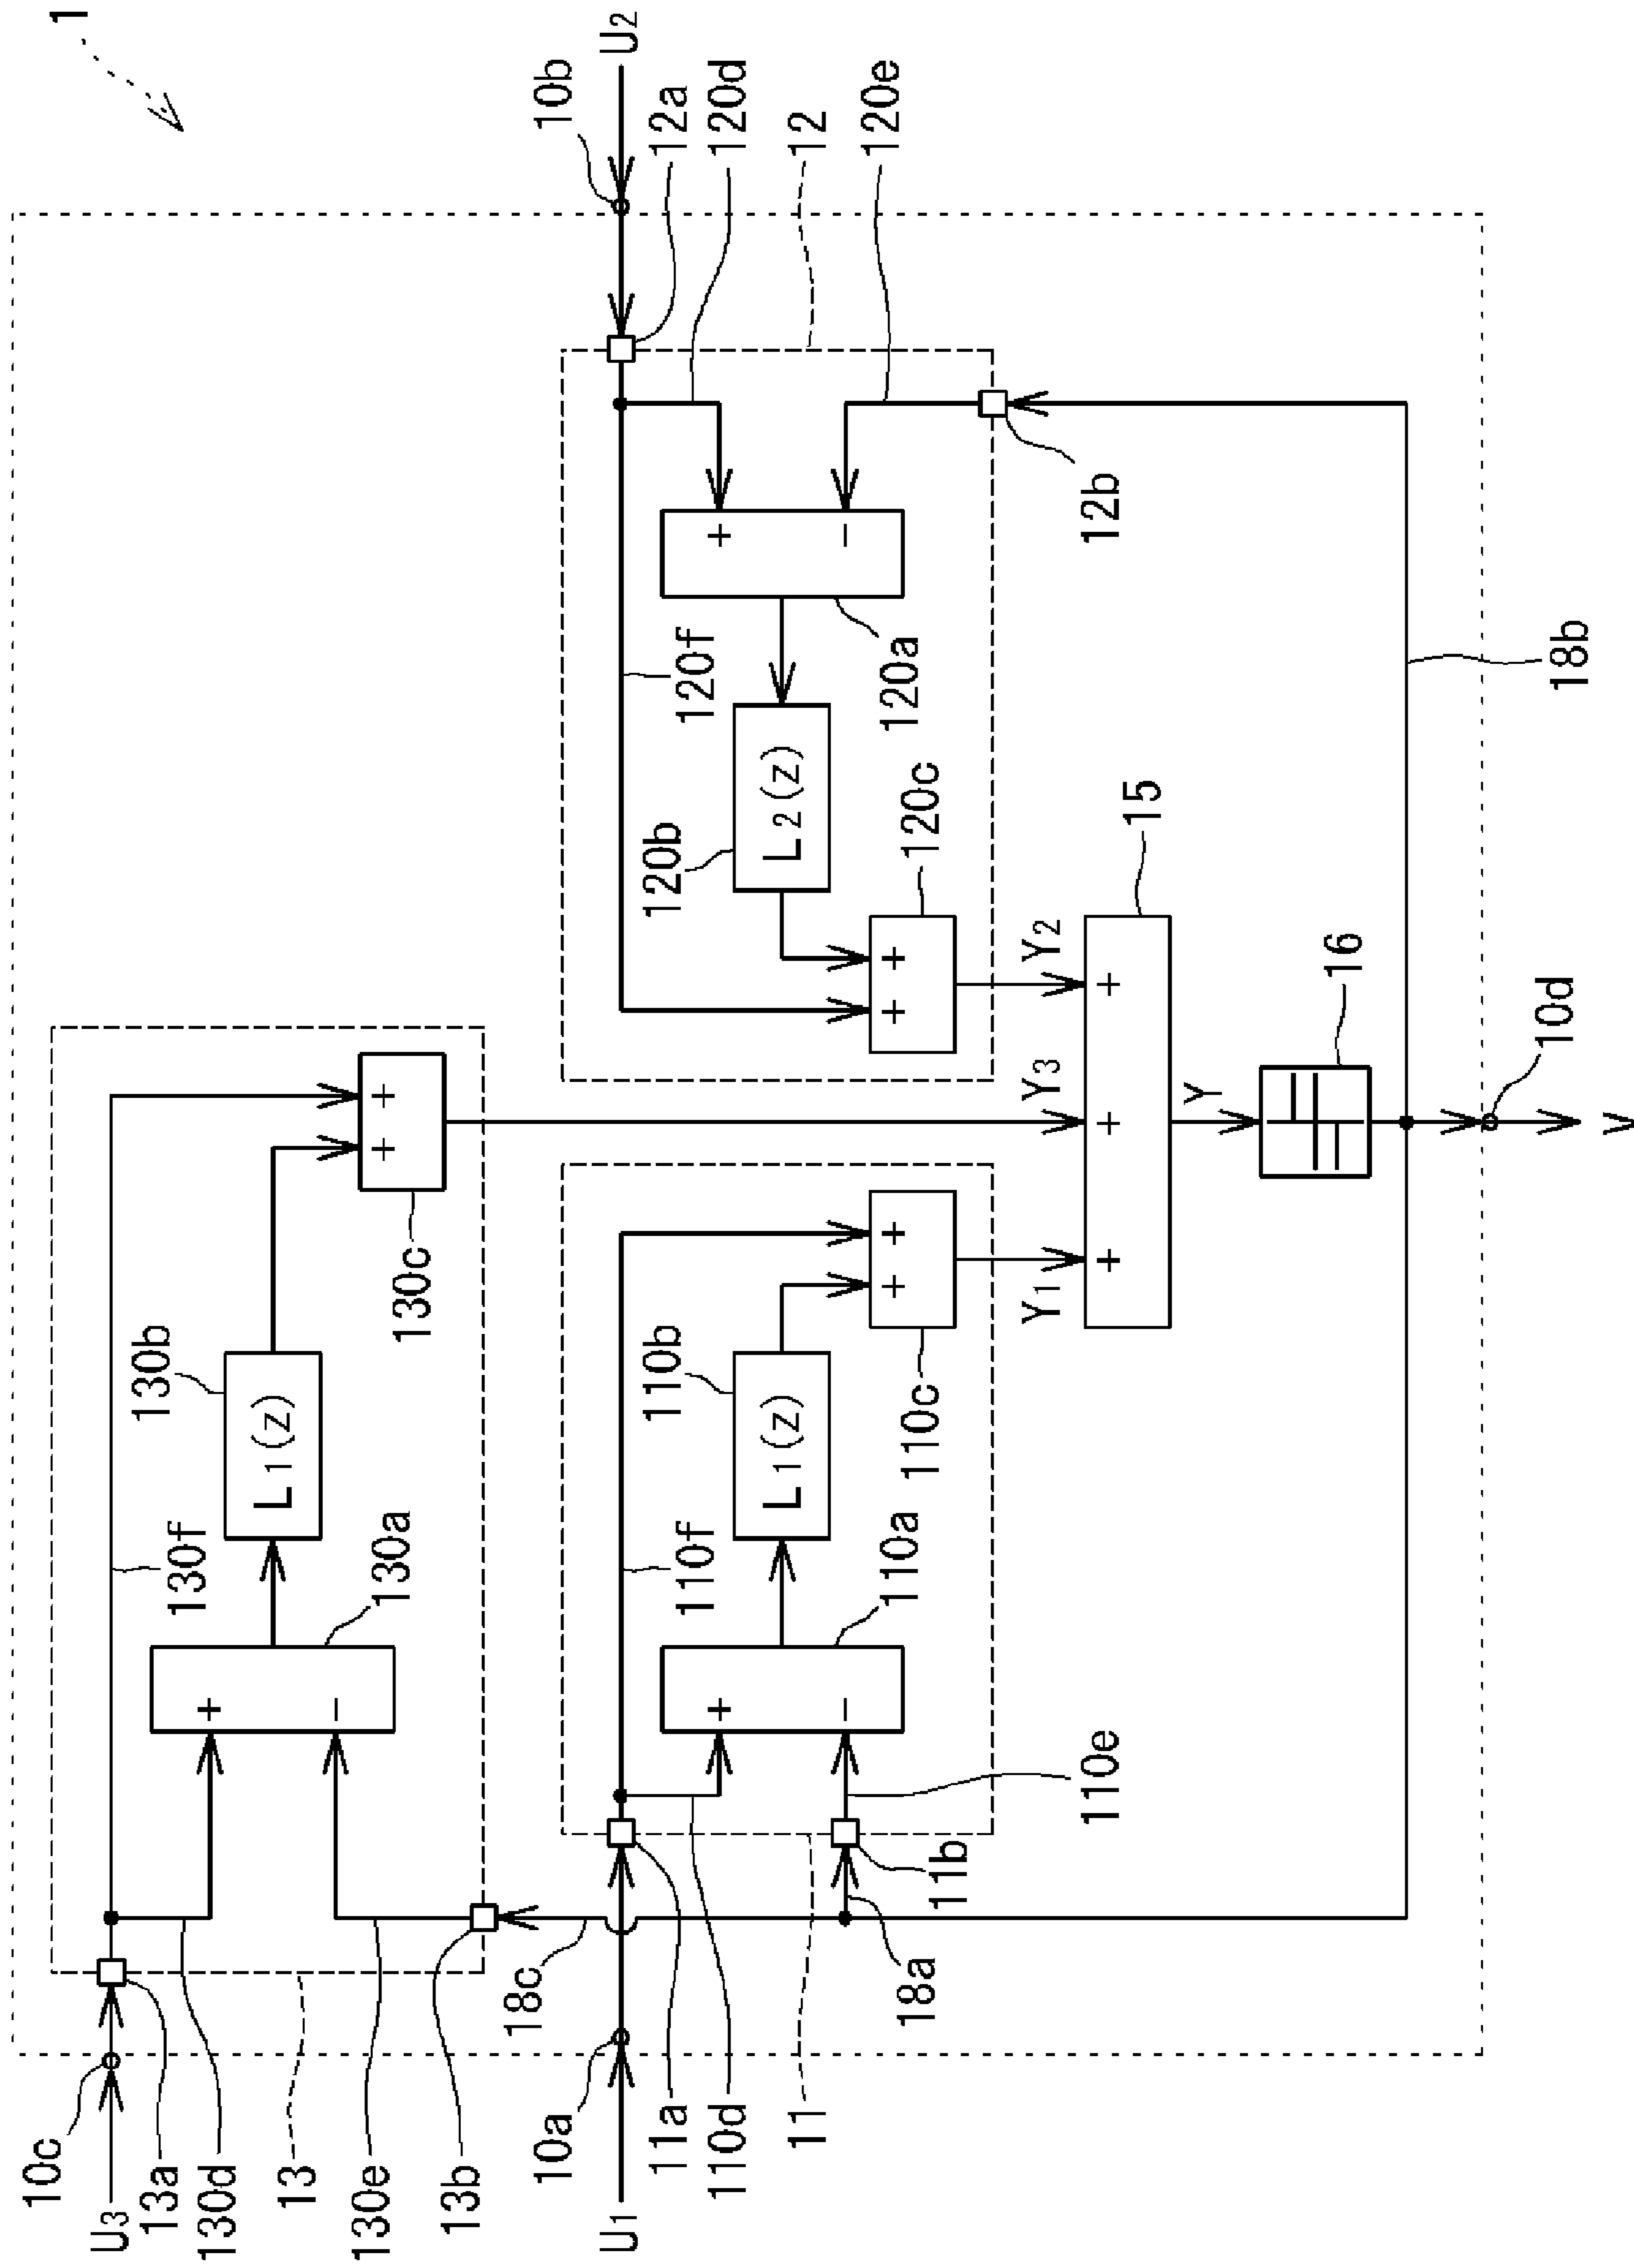 1
U3
10c
13a
130d
130e
13
13b
130f
130a
+
−
130b
L1(z)
130c
+
+
U1
10a
11a
110d
11
18c
18a
11b
110e
110f
110a
+
−
110b
L1(z)
110c
+
+
U2
10b
12a
120d
12
120e
12b
120f
120a
+
−
120b
L2(z)
120c
+
+
Y1
Y3
Y2
+
+
+
15
Y
16
18b
10d
V